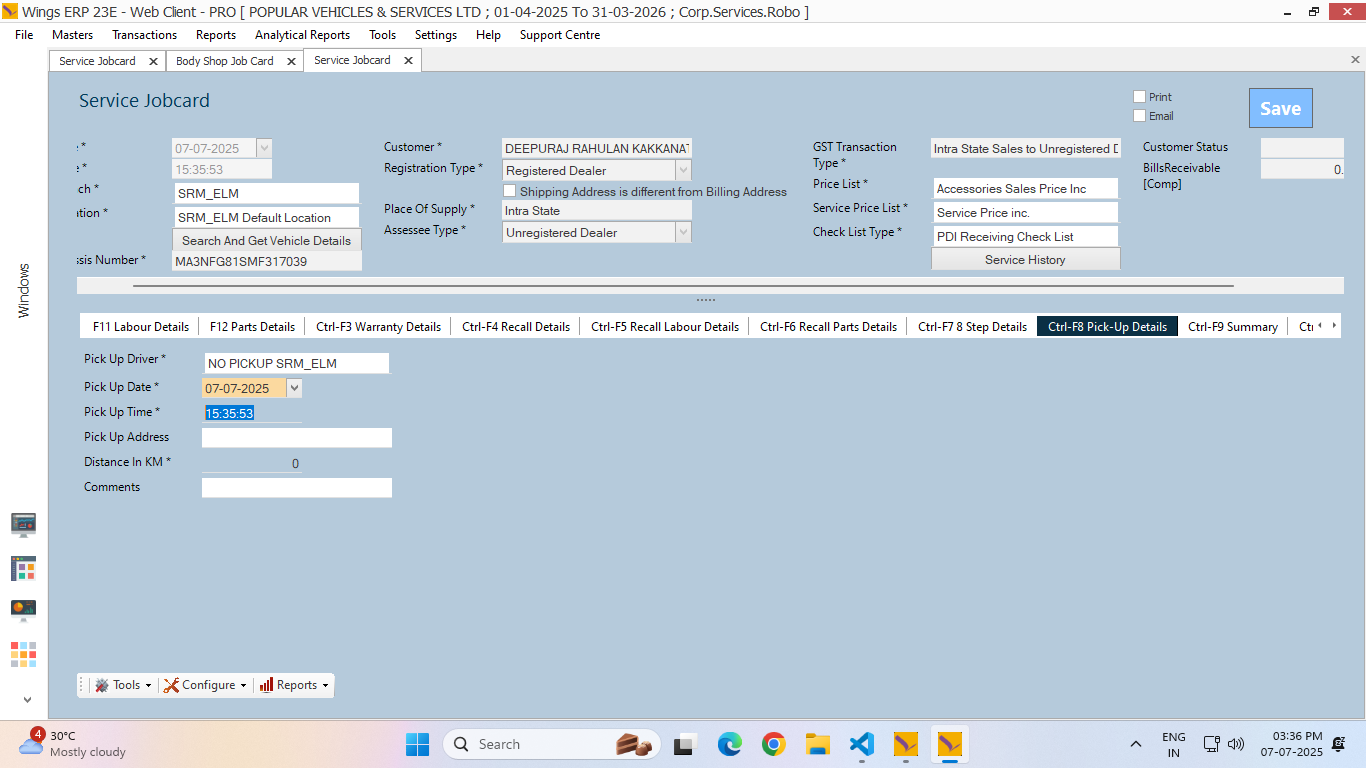 Wings ERP 23E - Web Client - PRO [ POPULAR VEHICLES & SERVICES LTD ; 01-04-2025 To 31-03-2026 ; Corp.Services.Robo ]
File Masters Transactions Reports Analytical Reports Tools Settings Help Support Centre
Service Jobcard Body Shop Job Card Service Jobcard
Service Jobcard
Print
Email
Save
07-07-2025
15:35:53
SRM_ELM
SRM_ELM Default Location
Search And Get Vehicle Details
MA3NFG81SMF317039
Customer * DEEPURAJ RAHULAN KAKKANAT
Registration Type * Registered Dealer
Shipping Address is different from Billing Address
Place Of Supply * Intra State
Assessee Type * Unregistered Dealer
GST Transaction Type * Intra State Sales to Unregistered D
Price List * Accessories Sales Price Inc
Service Price List * Service Price inc.
Check List Type * PDI Receiving Check List
Service History
Customer Status
BillsReceivable [Comp] 0.
F11 Labour Details F12 Parts Details Ctrl-F3 Warranty Details Ctrl-F4 Recall Details Ctrl-F5 Recall Labour Details Ctrl-F6 Recall Parts Details Ctrl-F7 8 Step Details Ctrl-F8 Pick-Up Details Ctrl-F9 Summary
Pick Up Driver * NO PICKUP SRM_ELM
Pick Up Date * 07-07-2025
Pick Up Time * 15:35:53
Pick Up Address
Distance In KM * 0
Comments
Tools Configure Reports
Windows
4
30°C
Mostly cloudy
Search
ENG
IN
03:36 PM
07-07-2025